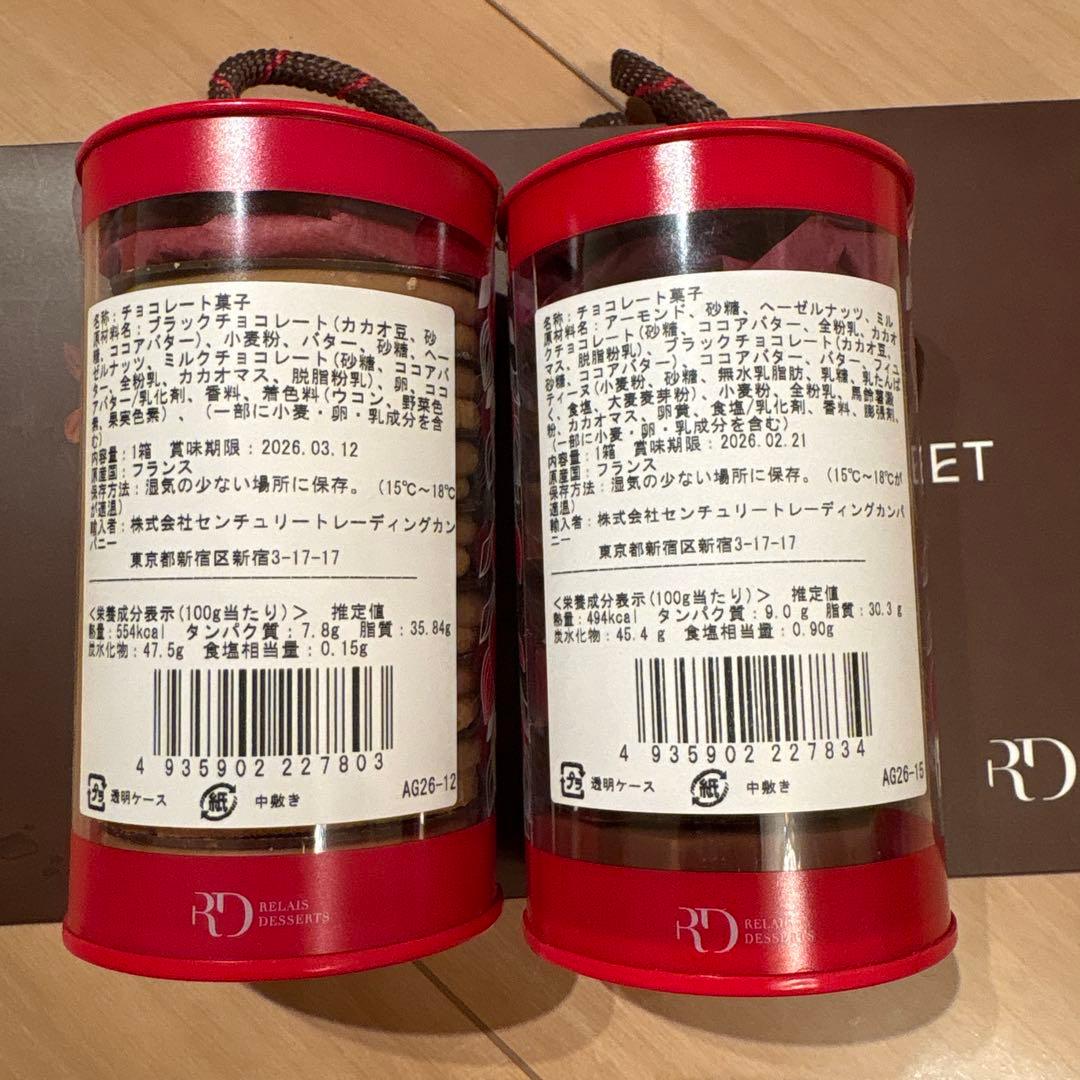 名称：チョコレート菓子
原材料名：ブラックチョコレート(カカオ豆、砂
糖、ココアバター)、小麦粉、バター、砂糖、ヘー
ゼルナッツ、ミルクチョコレート(砂糖、ココアバ
ター、全粉乳、カカオマス、脱脂粉乳)、卵、ココ
アバター/乳化剤、香料、着色料(ウコン、野菜色
素、果実色素)、(一部に小麦・卵・乳成分を含
む)
内容量：1箱 賞味期限：2026.03.12
原産国：フランス
保存方法：湿気の少ない場所に保存。(15℃～18℃
が適温)
輸入者：株式会社センチュリートレーディングカン
パニー
東京都新宿区新宿3-17-17
<栄養成分表示(100g当たり)> 推定値
熱量：554kcal タンパク質：7.8g 脂質：35.84g
炭水化物：47.5g 食塩相当量：0.15g
4 935902 227803
プラ 透明ケース 紙 中敷き AG26-12
RD RELAIS
DESSERTS
名称：チョコレート菓子
原材料名：アーモンド、砂糖、ヘーゼルナッツ、ミル
クチョコレート(砂糖、ココアバター、全粉乳、カカオ
マス、脱脂粉乳)、ブラックチョコレート(カカオ豆、
砂糖、ココアバター)、ココアバター、バター、フィユ
ティーヌ(小麦粉、砂糖、無水乳脂肪、乳糖、乳たんぱ
く、食塩、大麦麦芽粉)、小麦粉、全粉乳、馬鈴薯澱
粉、カカオマス、卵黄、食塩/乳化剤、香料、膨張剤、
(一部に小麦・卵・乳成分を含む)
内容量：1箱 賞味期限：2026.02.21
原産国：フランス
保存方法：湿気の少ない場所に保存。(15℃～18℃が
適温)
輸入者：株式会社センチュリートレーディングカンパ
ニー
東京都新宿区新宿3-17-17
<栄養成分表示(100g当たり)> 推定値
熱量：494kcal タンパク質：9.0 g 脂質：30.3 g
炭水化物：45.4 g 食塩相当量：0.90g
4 935902 227834
プラ 透明ケース 紙 中敷き AG26-15
RD RELAIS
DESSERTS
ET
RD